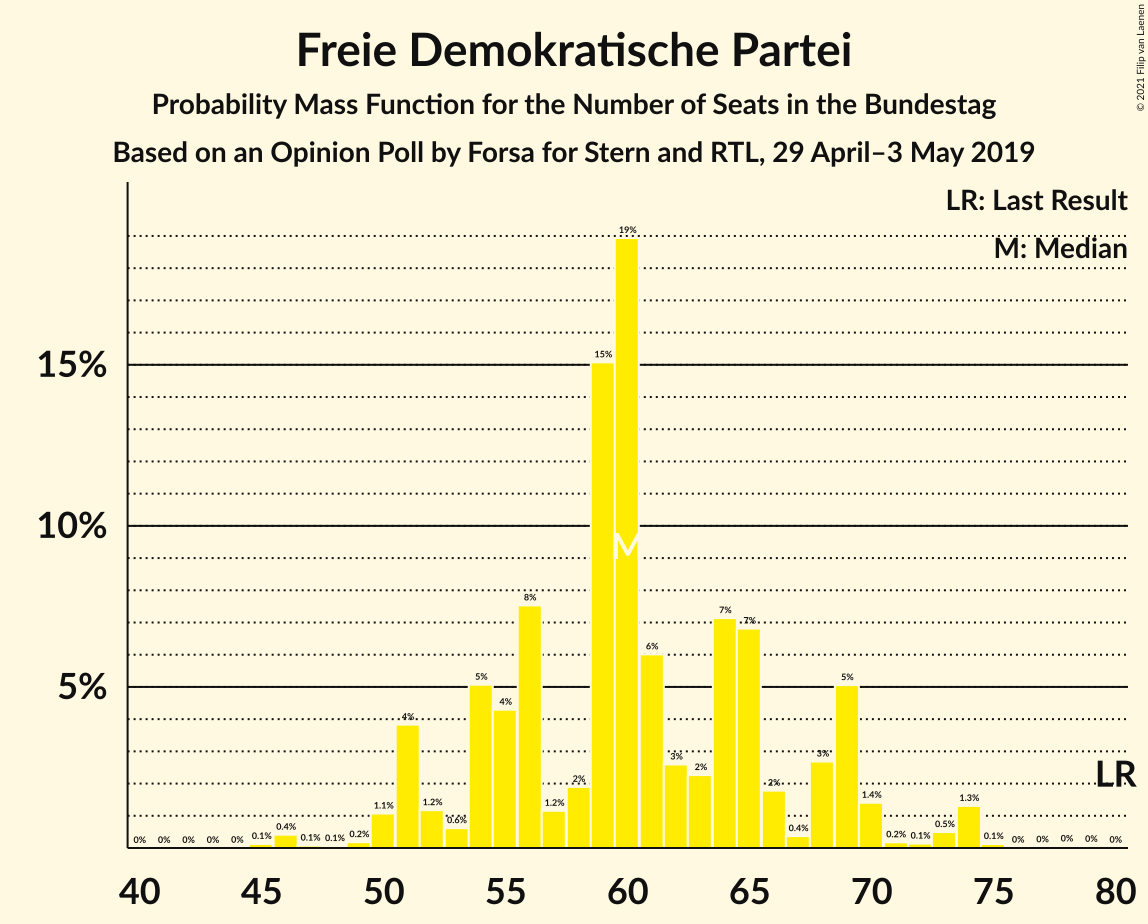 Freie Demokratische Partei
Probability Mass Function for the Number of Seats in the Bundestag
Based on an Opinion Poll by Forsa for Stern and RTL, 29 April–3 May 2019
© 2021 Filip van Laenen
LR: Last Result
M: Median
15%
10%
5%
0% 0% 0% 0% 0% 0.1% 0.4% 0.1% 0.1% 0.2% 1.1% 4% 1.2% 0.6% 5% 4% 8% 1.2% 2% 15% 19% 6% 3% 2% 7% 7% 2% 0.4% 3% 5% 1.4% 0.2% 0.1% 0.5% 1.3% 0.1% 0% 0% 0% 0% 0%
M
LR
40 45 50 55 60 65 70 75 80